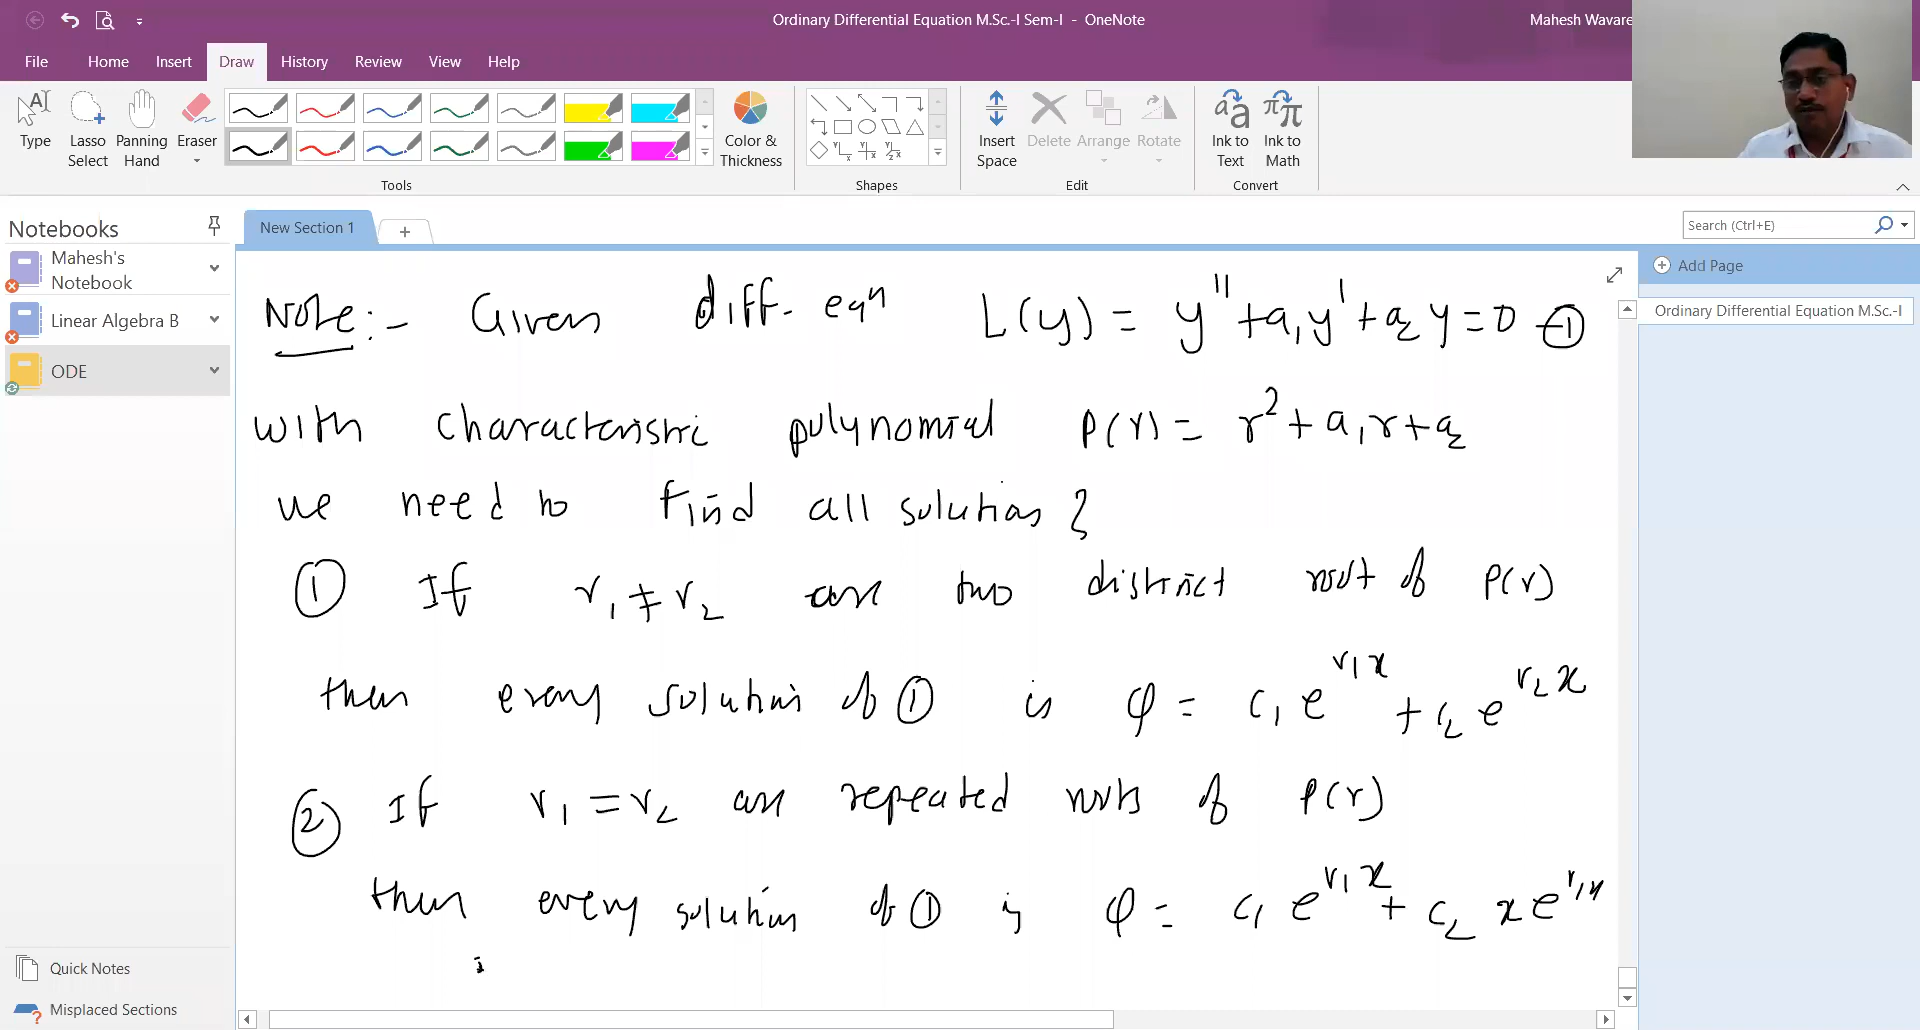 Ordinary Differential Equation M.Sc.-I Sem-I - OneNote
Mahesh Wavare
File Home Insert Draw History Review View Help
Type Lasso Select Panning Hand Eraser Color & Thickness Insert Space Delete Arrange Rotate Ink to Text Ink to Math
Tools Shapes Edit Convert
Notebooks
New Section 1 +
Search (Ctrl+E)
Mahesh's Notebook
Linear Algebra B
ODE
Add Page
Ordinary Differential Equation M.Sc.-I
Note:- Given diff. eqⁿ L(y) = y'' + a₁y' + a₂y = 0 —①
with characteristic polynomial P(r) = r² + a₁r + a₂
we need to find all solutions?
① If r₁ ≠ r₂ are two distinct root of P(r)
then every solution of ① is φ = c₁ e^{r₁x} + c₂ e^{r₂x}
② If r₁ = r₂ are repeated roots of P(r)
then every solution of ① is φ = c₁ e^{r₁x} + c₂ x e^{r₁x}
Quick Notes
Misplaced Sections